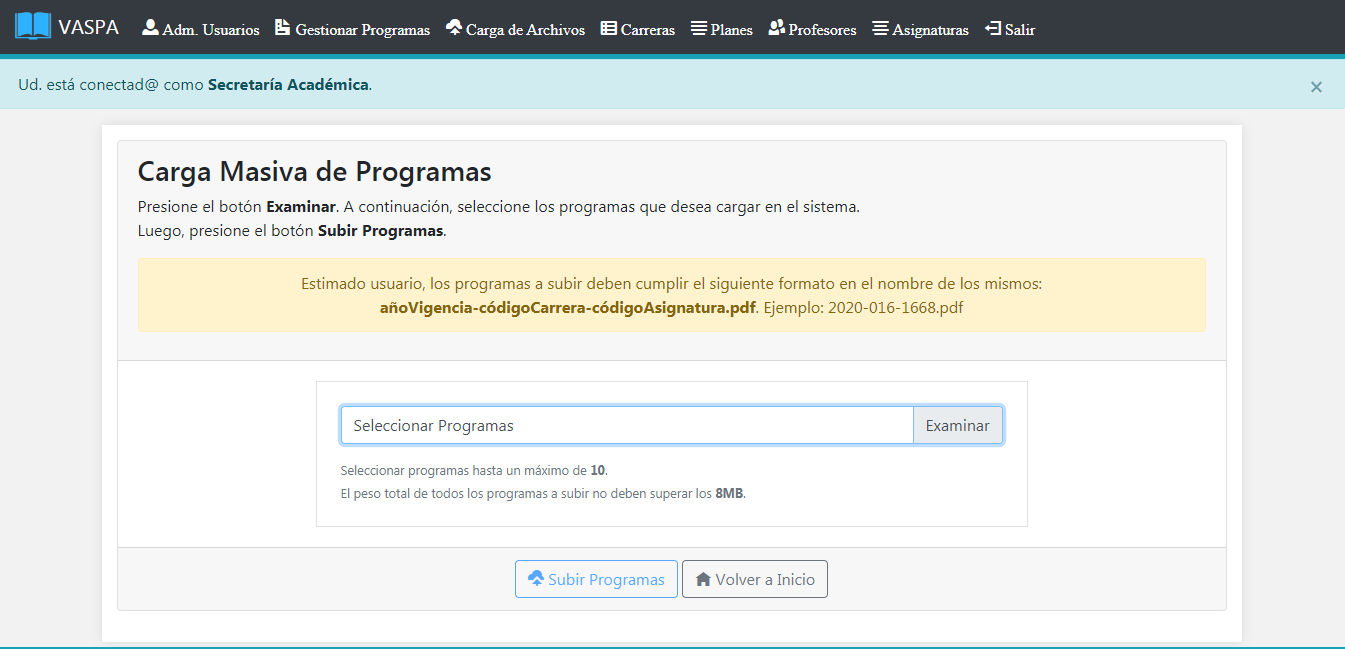 VASPA Adm. Usuarios Gestionar Programas Carga de Archivos Carreras Planes Profesores Asignaturas Salir
Ud. está conectad@ como Secretaría Académica. ×
Carga Masiva de Programas
Presione el botón Examinar. A continuación, seleccione los programas que desea cargar en el sistema.
Luego, presione el botón Subir Programas.
Estimado usuario, los programas a subir deben cumplir el siguiente formato en el nombre de los mismos:
añoVigencia-códigoCarrera-códigoAsignatura.pdf. Ejemplo: 2020-016-1668.pdf
Seleccionar Programas Examinar
Seleccionar programas hasta un máximo de 10.
El peso total de todos los programas a subir no deben superar los 8MB.
Subir Programas Volver a Inicio